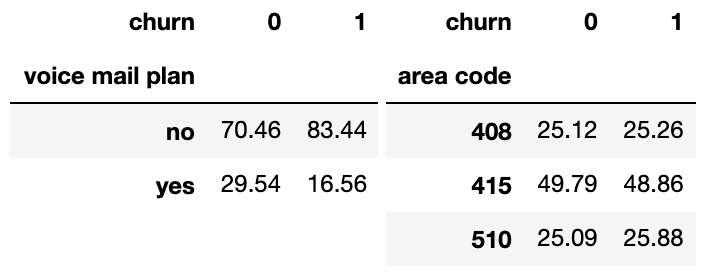 churn 0 1
voice mail plan
no 70.46 83.44
yes 29.54 16.56
churn 0 1
area code
408 25.12 25.26
415 49.79 48.86
510 25.09 25.88